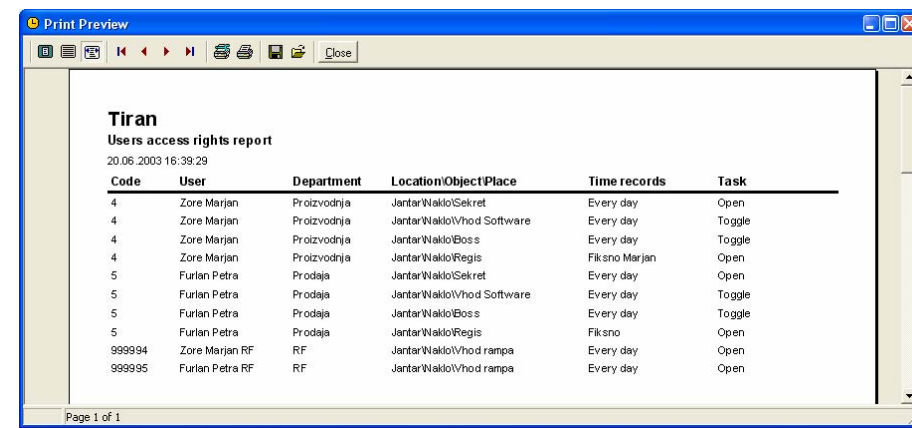 Print Preview
Close
Tiran
Users access rights report
20.06.2003 16:39:29
Code User Department Location\Object\Place Time records Task
4 Zore Marjan Proizvodnja Jantar\Naklo\Sekret Every day Open
4 Zore Marjan Proizvodnja Jantar\Naklo\Vhod Software Every day Toggle
4 Zore Marjan Proizvodnja Jantar\Naklo\Boss Every day Toggle
4 Zore Marjan Proizvodnja Jantar\Naklo\Regis Fiksno Marjan Open
5 Furlan Petra Prodaja Jantar\Naklo\Sekret Every day Open
5 Furlan Petra Prodaja Jantar\Naklo\Vhod Software Every day Toggle
5 Furlan Petra Prodaja Jantar\Naklo\Boss Every day Toggle
5 Furlan Petra Prodaja Jantar\Naklo\Regis Fiksno Open
999994 Zore Marjan RF RF Jantar\Naklo\Vhod rampa Every day Open
999995 Furlan Petra RF RF Jantar\Naklo\Vhod rampa Every day Open
Page 1 of 1